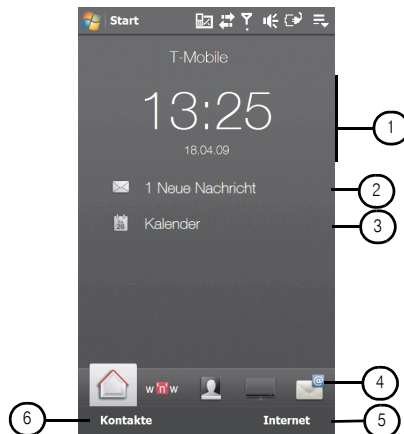 Start
T-Mobile
13:25
18.04.09
1
1 Neue Nachricht
2
26
Kalender
3
w 'n' w
@
4
6
Kontakte
Internet
5